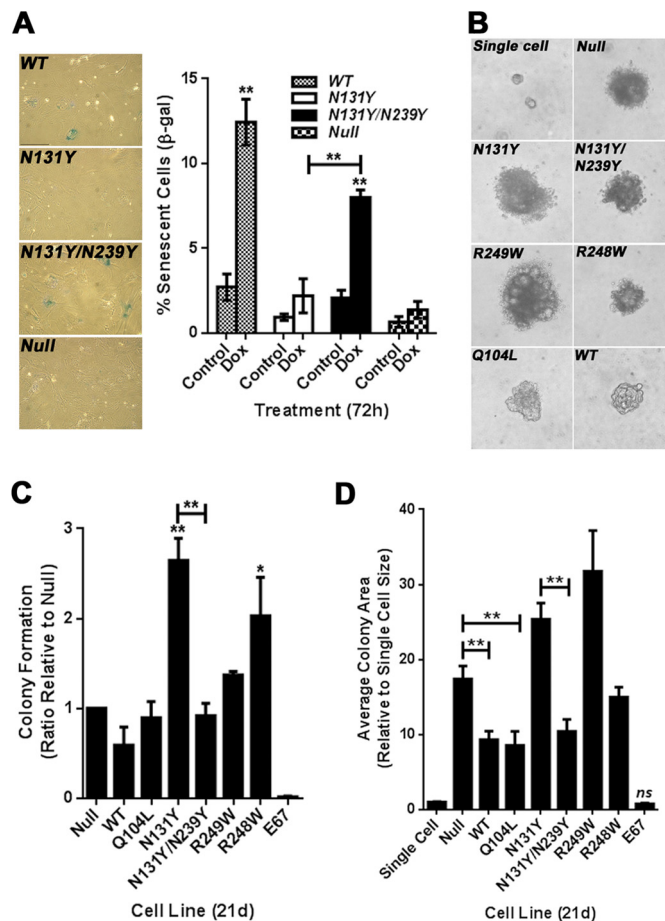 A
WT
N131Y
N131Y/N239Y
Null
% Senescent Cells (β-gal)
15
10
5
0
**
**
**
WT
N131Y
N131Y/N239Y
Null
Control
Dox
Control
Dox
Control
Dox
Control
Dox
Treatment (72h)
B
Single cell
Null
N131Y
N131Y/
N239Y
R249W
R248W
Q104L
WT
C
Colony Formation
(Ratio Relative to Null)
3
2
1
0
**
**
*
Null
WT
Q104L
N131Y
N131Y/N239Y
R249W
R248W
E67
Cell Line (21d)
D
Average Colony Area
(Relative to Single Cell Size)
40
30
20
10
0
**
**
**
ns
Single Cell
Null
WT
Q104L
N131Y
N131Y/N239Y
R249W
R248W
E67
Cell Line (21d)